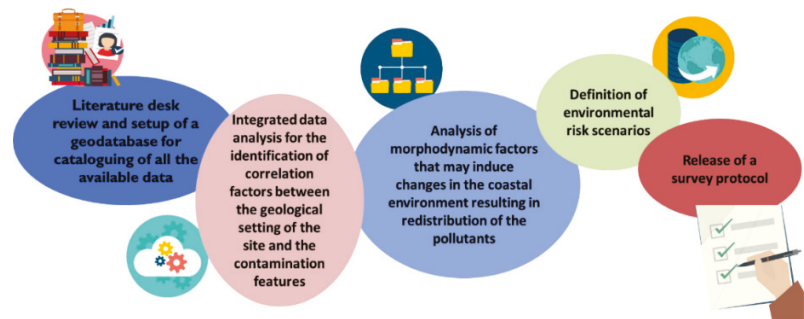 Literature desk
review and setup of a
geodatabase for
cataloguing of all the
available data
Integrated data
analysis for the
identification of
correlation
factors between
the geological
setting of the
site and the
contamination
features
Analysis of
morphodynamic factors
that may induce
changes in the coastal
environment resulting in
redistribution of the
pollutants
Definition of
environmental
risk scenarios
Release of a
survey protocol